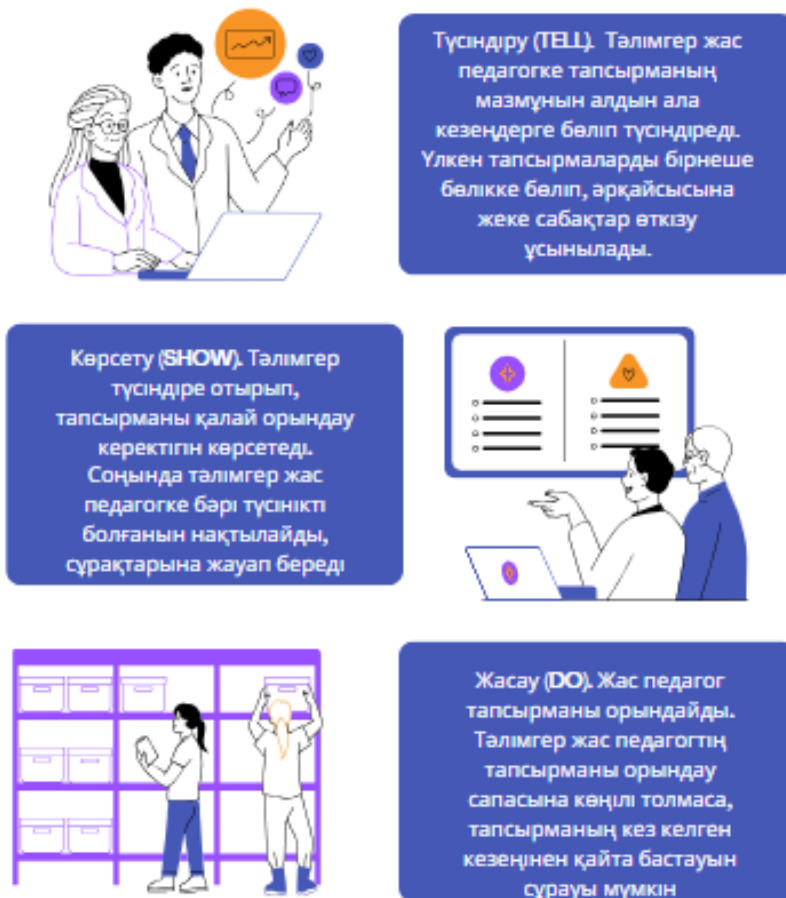 Түсіндіру (TELL). Тәлімгер жас
педагогке тапсырманың
мазмұнын алдын ала
кезеңдерге бөліп түсіндіреді.
Үлкен тапсырмаларды бірнеше
бөлікке бөліп, әрқайсысына
жеке сабақтар өткізу
ұсынылады.
Көрсету (SHOW). Тәлімгер
түсіндіре отырып,
тапсырманы қалай орындау
керектігін көрсетеді.
Соңында тәлімгер жас
педагогке бәрі түсінікті
болғанын нақтылайды,
сұрақтарына жауап береді
Жасау (DO). Жас педагог
тапсырманы орындайды.
Тәлімгер жас педагогтің
тапсырманы орындау
сапасына көңілі толмаса,
тапсырманың кез келген
кезеңінен қайта бастауын
сұрауы мүмкін